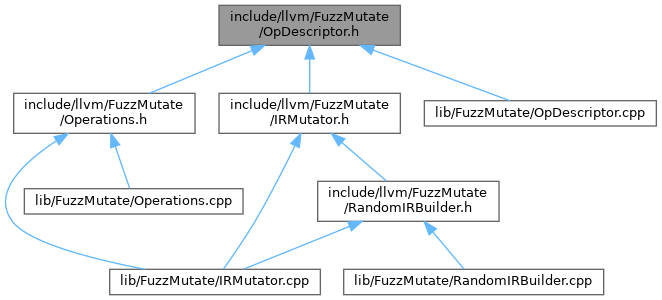 include/llvm/FuzzMutate
/OpDescriptor.h
include/llvm/FuzzMutate
/Operations.h
include/llvm/FuzzMutate
/IRMutator.h
lib/FuzzMutate/OpDescriptor.cpp
lib/FuzzMutate/Operations.cpp
include/llvm/FuzzMutate
/RandomIRBuilder.h
lib/FuzzMutate/IRMutator.cpp
lib/FuzzMutate/RandomIRBuilder.cpp